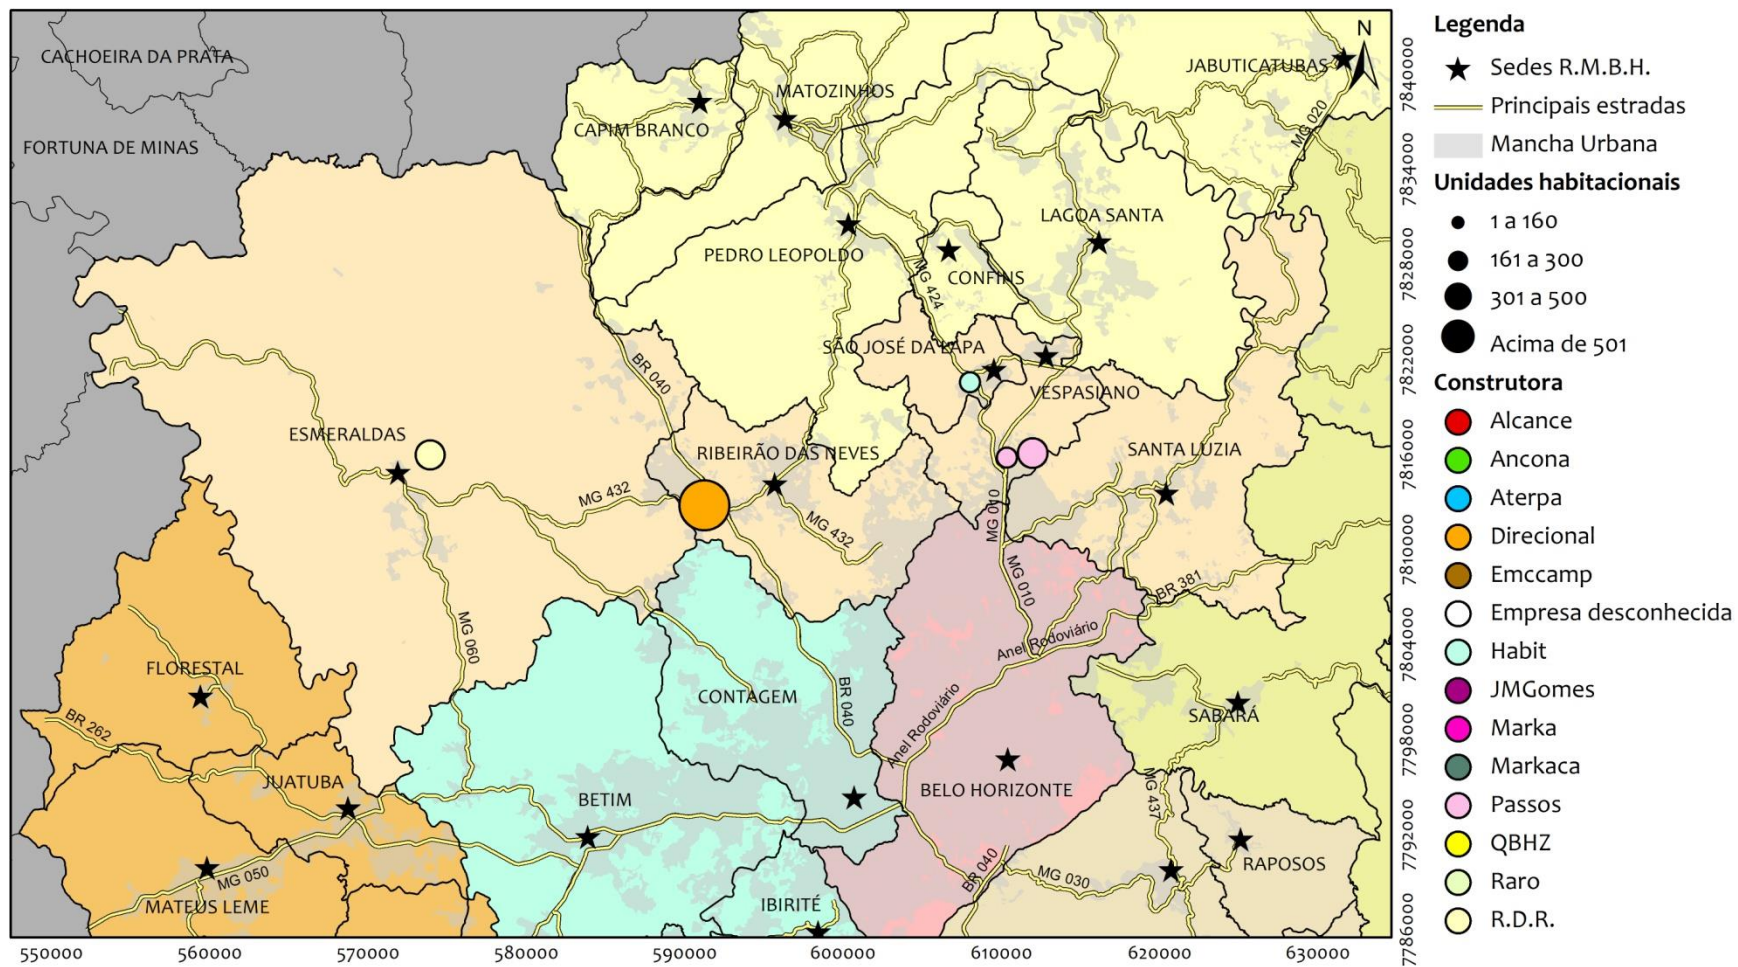 CACHOEIRA DA PRATA
FORTUNA DE MINAS
CAPIM BRANCO
MATOZINHOS
JABUTICATUBAS
N
MG 020
LAGOA SANTA
PEDRO LEOPOLDO
CONFINS
MG 424
SÃO JOSÉ DA LAPA
VESPASIANO
BR 040
ESMERALDAS
RIBEIRÃO DAS NEVES
SANTA LUZIA
MG 432
MG 432
MG 010
MG 010
BR 381
MG 060
Anel Rodoviário
FLORESTAL
CONTAGEM
BR 040
Anel Rodoviário
SABARÁ
BR 262
JUATUBA
BETIM
BELO HORIZONTE
MG 437
MG 050
BR 040
MG 030
RAPOSOS
MATEUS LEME
IBIRITÉ
550000
560000
570000
580000
590000
600000
610000
620000
630000
7840000
7834000
7828000
7822000
7816000
7810000
7804000
7798000
7792000
7786000
Legenda
Sedes R.M.B.H.
Principais estradas
Mancha Urbana
Unidades habitacionais
1 a 160
161 a 300
301 a 500
Acima de 501
Construtora
Alcance
Ancona
Aterpa
Direcional
Emccamp
Empresa desconhecida
Habit
JMGomes
Marka
Markaca
Passos
QBHZ
Raro
R.D.R.